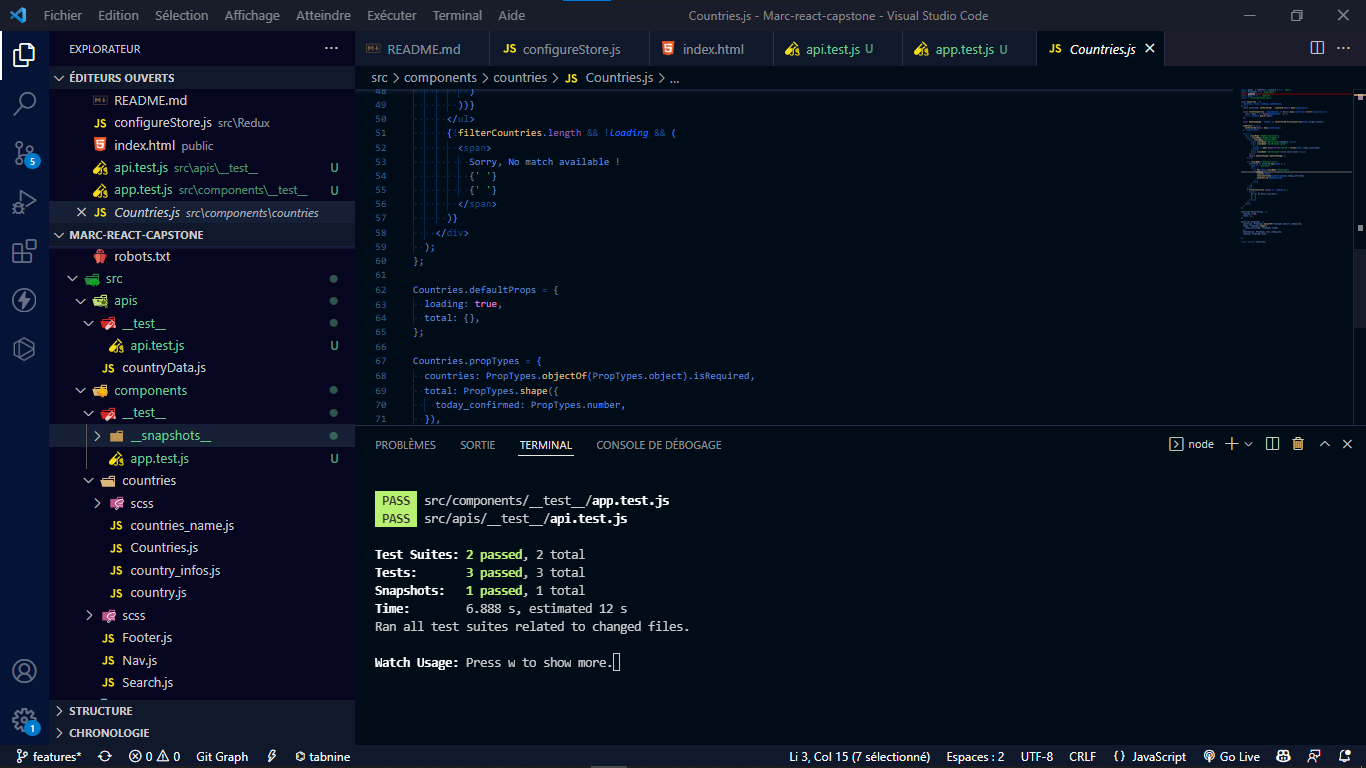 Fichier Edition Sélection Affichage Atteindre Exécuter Terminal Aide Countries.js - Marc-react-capstone - Visual Studio Code
EXPLORATEUR ...
README.md JS configureStore.js index.html api.test.js U app.test.js U JS Countries.js
src > components > countries > JS Countries.js > ...
ÉDITEURS OUVERTS
README.md
JS configureStore.js src\Redux
index.html public
api.test.js src\apis\__test__ U
app.test.js src\components\__test__ U
JS Countries.js src\components\countries
MARC-REACT-CAPSTONE
robots.txt
src
apis
__test__
api.test.js U
JS countryData.js
components
__test__
__snapshots__
app.test.js U
countries
scss
JS countries_name.js
JS Countries.js
JS country_infos.js
JS country.js
scss
JS Footer.js
JS Nav.js
JS Search.js
STRUCTURE
CHRONOLOGIE
5
1
48 )
49 ))}
50 </ul>
51 {!filterCountries.length && !loading && (
52 <span>
53 Sorry, No match available !
54 {' '}
55 {' '}
56 </span>
57 )}
58 </div>
59 );
60 };
61
62 Countries.defaultProps = {
63 loading: true,
64 total: {},
65 };
66
67 Countries.propTypes = {
68 countries: PropTypes.objectOf(PropTypes.object).isRequired,
69 total: PropTypes.shape({
70 today_confirmed: PropTypes.number,
71 }),
PROBLÈMES SORTIE TERMINAL CONSOLE DE DÉBOGAGE node
PASS src/components/__test__/app.test.js
PASS src/apis/__test__/api.test.js
Test Suites: 2 passed, 2 total
Tests: 3 passed, 3 total
Snapshots: 1 passed, 1 total
Time: 6.888 s, estimated 12 s
Ran all test suites related to changed files.
Watch Usage: Press w to show more.
features* 0 0 Git Graph tabnine Li 3, Col 15 (7 sélectionné) Espaces : 2 UTF-8 CRLF {} JavaScript Go Live